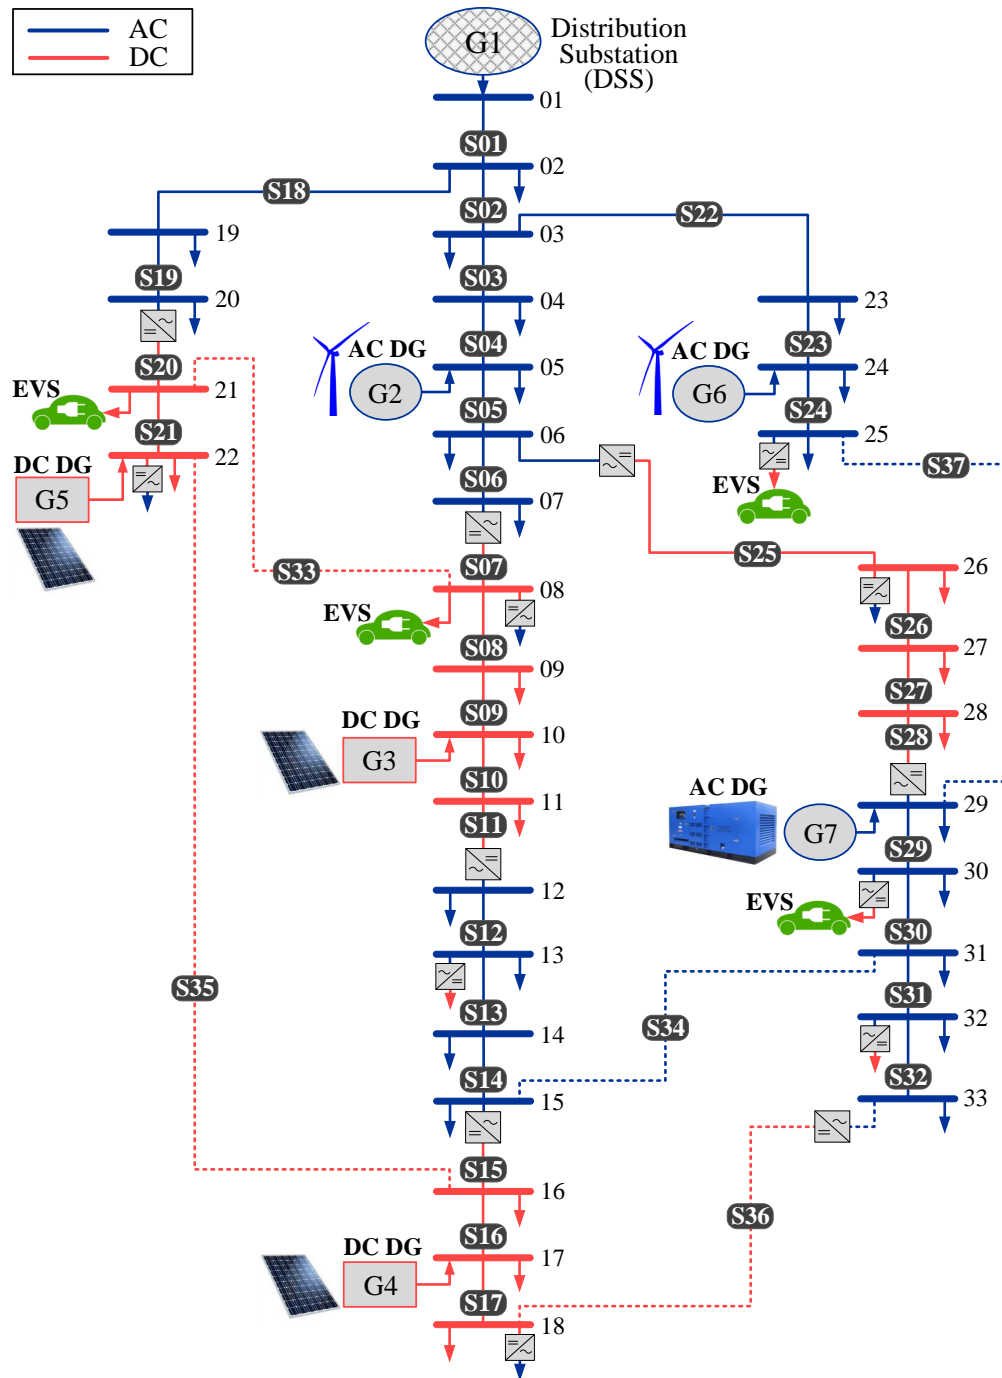 AC
DC
G1
Distribution
Substation
(DSS)
01
S01
02
S18
S02
S22
03
19
S19
S03
20
04
23
S04
S23
AC DG
AC DG
05
24
G2
G6
S20
21
EVS
S05
S24
06
25
S21
22
S37
DC DG
G5
S06
EVS
07
S25
S33
S07
26
08
EVS
S26
S08
27
09
S27
S09
28
DC DG
10
S28
G3
S10
AC DG
11
29
S11
G7
S29
12
30
EVS
S12
S30
13
31
S35
S31
S13
32
14
S34
S14
S32
15
33
S15
16
S36
S16
DC DG
17
G4
S17
18